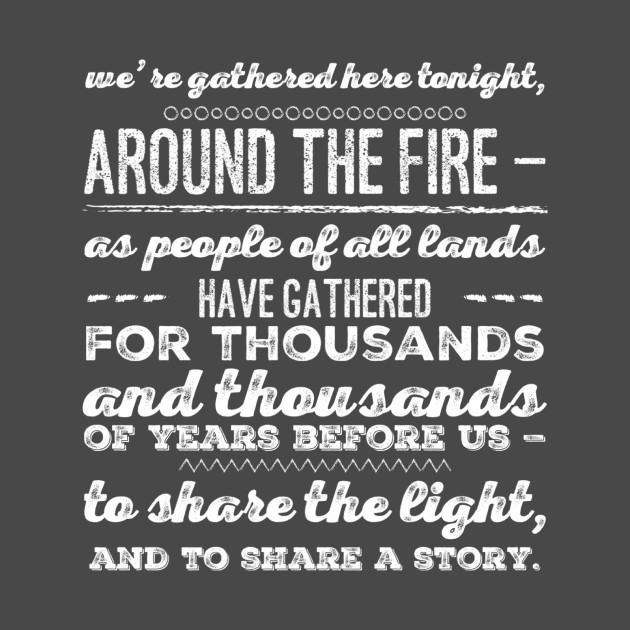 we're gathered here tonight,
AROUND THE FIRE –
as people of all lands
HAVE GATHERED
FOR THOUSANDS
and thousands
OF YEARS BEFORE US –
to share the light,
AND TO SHARE A STORY.